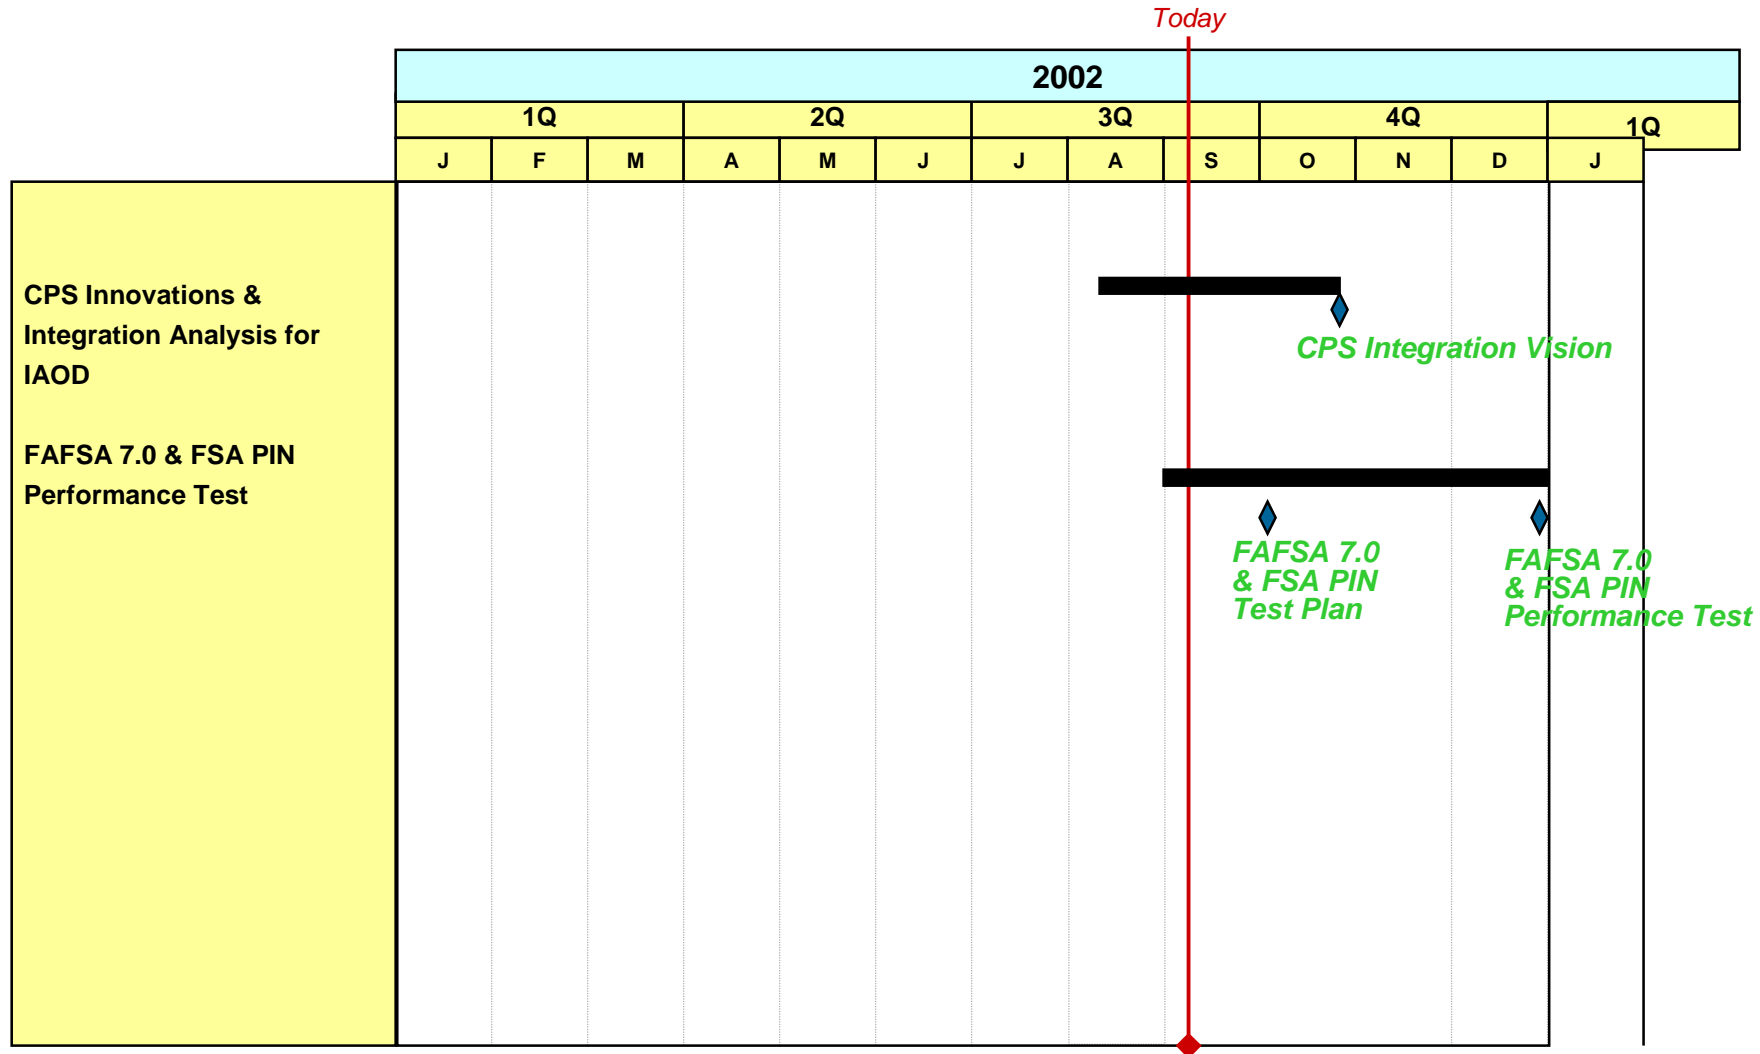 Today
2002
1Q 2Q 3Q 4Q 1Q
J F M A M J J A S O N D J
CPS Innovations &
Integration Analysis for
IAOD
CPS Integration Vision
FAFSA 7.0 & FSA PIN
Performance Test
FAFSA 7.0
& FSA PIN
Test Plan
FAFSA 7.0
& FSA PIN
Performance Test